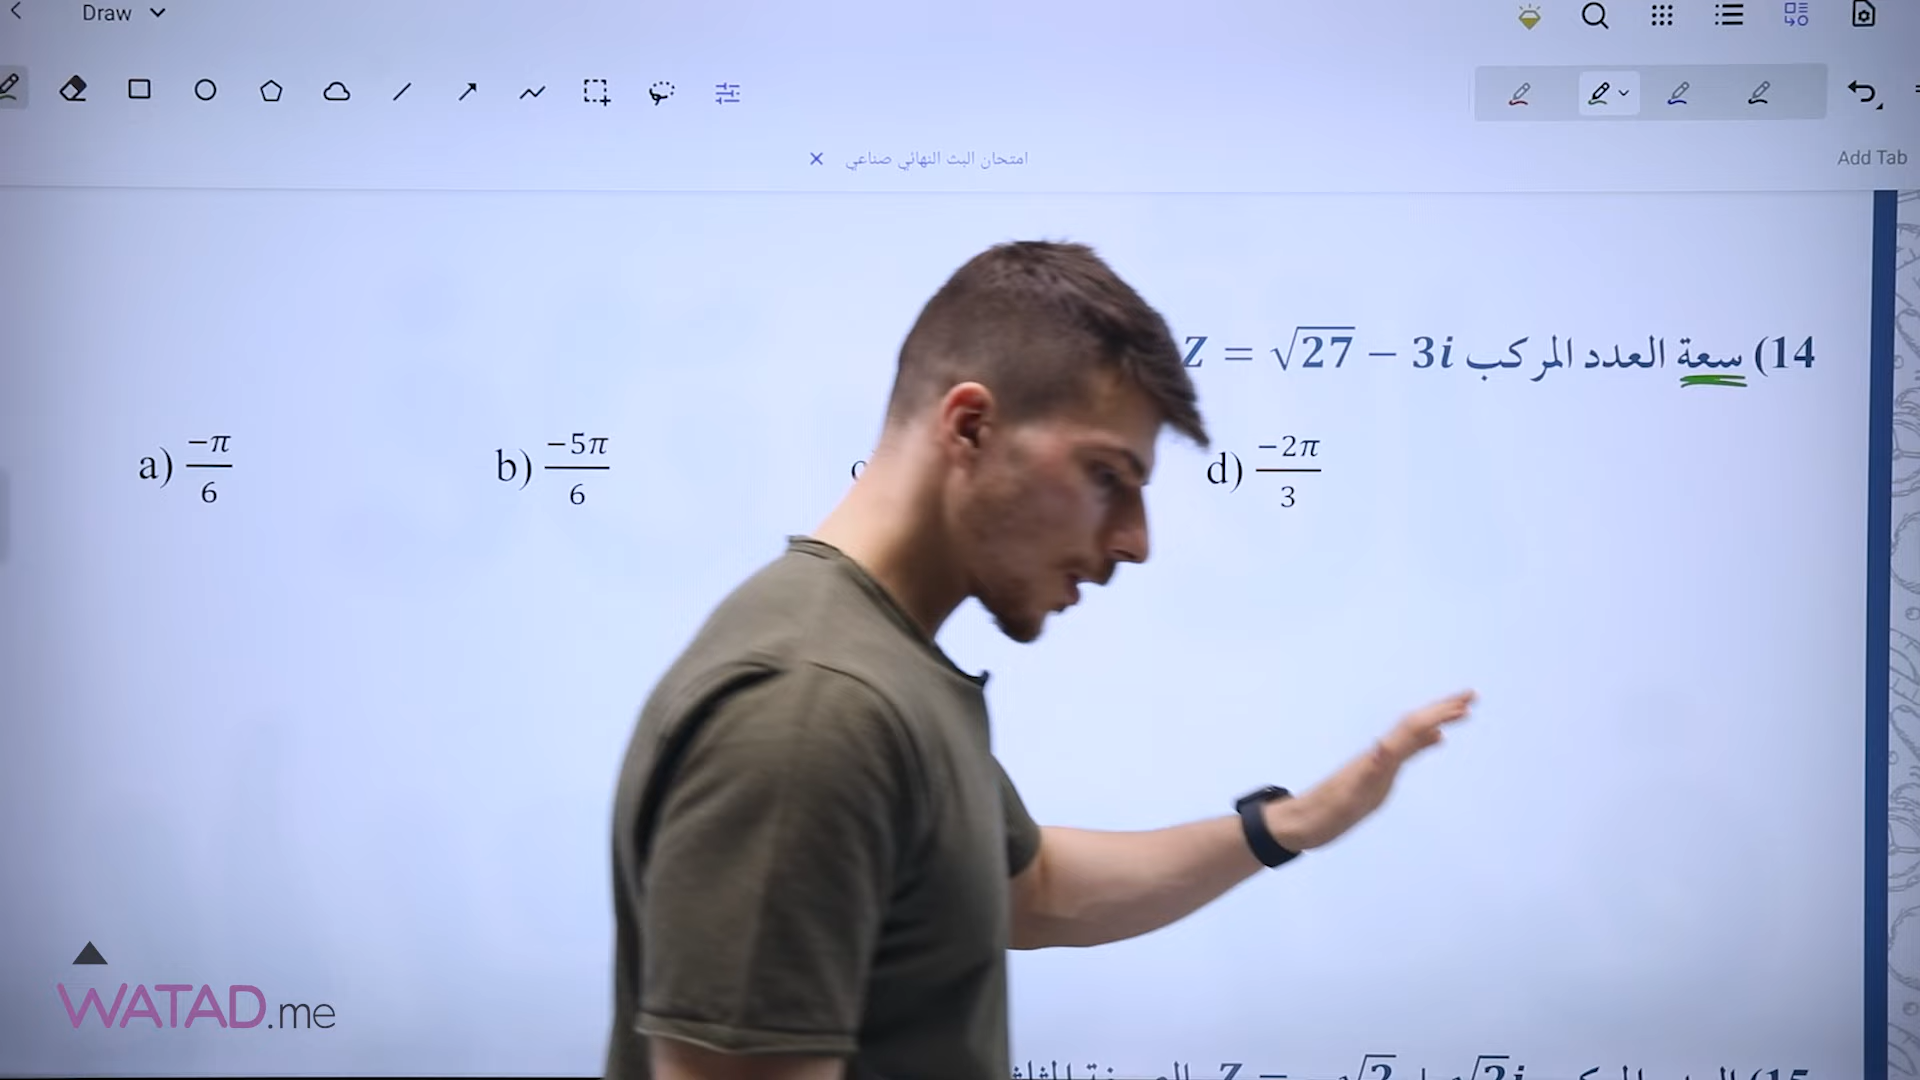 Draw
امتحان البث النهائي صناعي
Add Tab
14) سعة العدد المركب Z = √27 − 3i
a) −π/6 b) −5π/6 d) −2π/3
WATAD.me